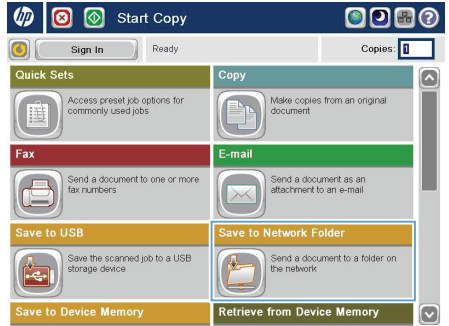 hp
Start Copy
?
Sign In
Ready
Copies: 1
Quick Sets
Access preset job options for
commonly used jobs
Copy
Make copies from an original
document
Fax
Send a document to one or more
fax numbers
E-mail
Send a document as an
attachment to an e-mail
Save to USB
Save the scanned job to a USB
storage device
Save to Network Folder
Send a document to a folder on
the network
Save to Device Memory
Retrieve from Device Memory